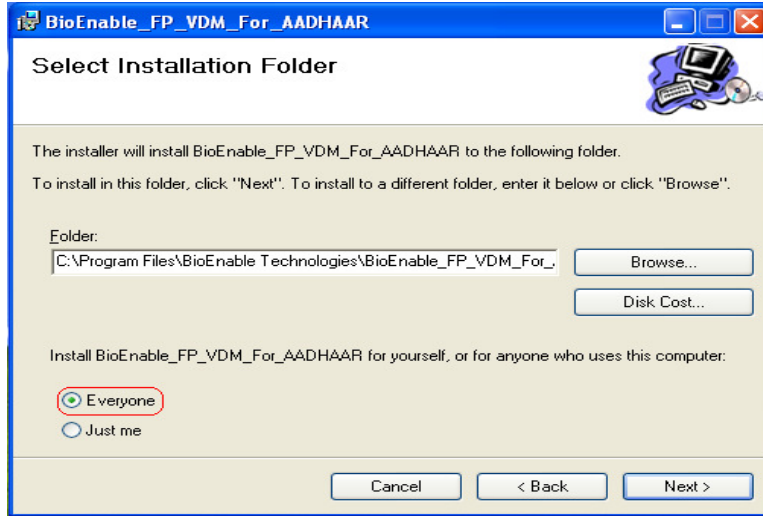 BioEnable_FP_VDM_For_AADHAAR
Select Installation Folder
The installer will install BioEnable_FP_VDM_For_AADHAAR to the following folder.
To install in this folder, click "Next". To install to a different folder, enter it below or click "Browse".
Folder:
C:\Program Files\BioEnable Technologies\BioEnable_FP_VDM_For_
Browse...
Disk Cost...
Install BioEnable_FP_VDM_For_AADHAAR for yourself, or for anyone who uses this computer:
Everyone
Just me
Cancel
< Back
Next >